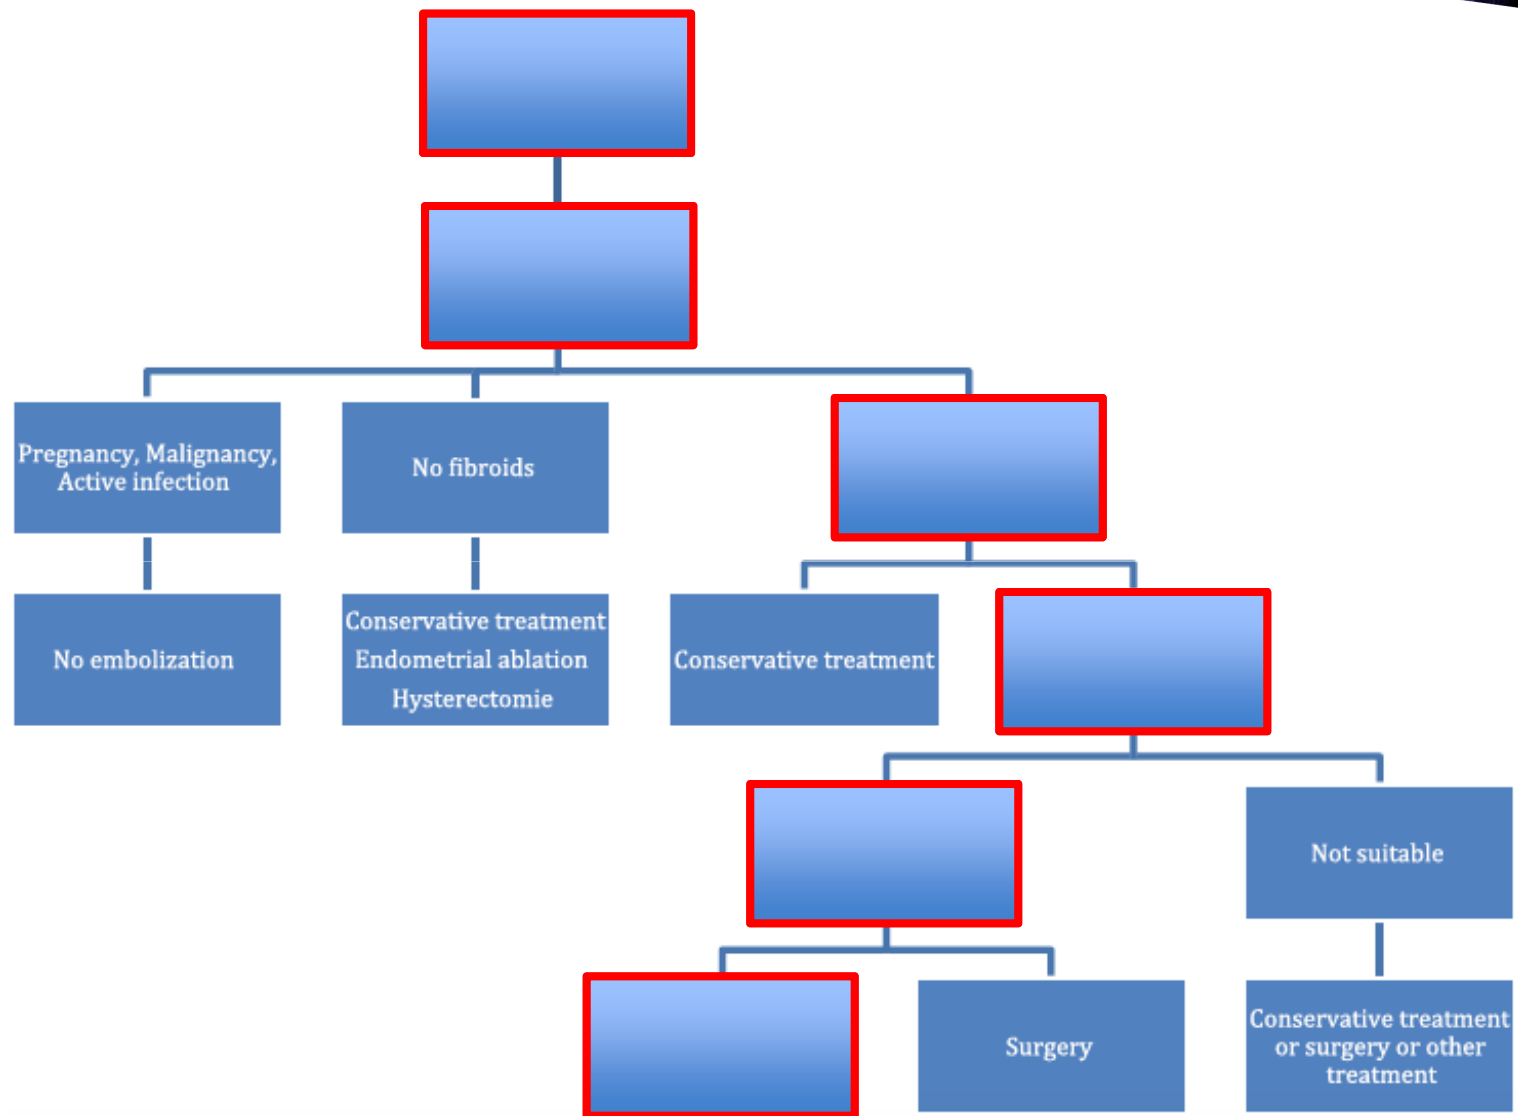 Pregnancy, Malignancy,
Active infection
No fibroids
No embolization
Conservative treatment
Endometrial ablation
Hysterectomie
Conservative treatment
Not suitable
Surgery
Conservative treatment
or surgery or other
treatment